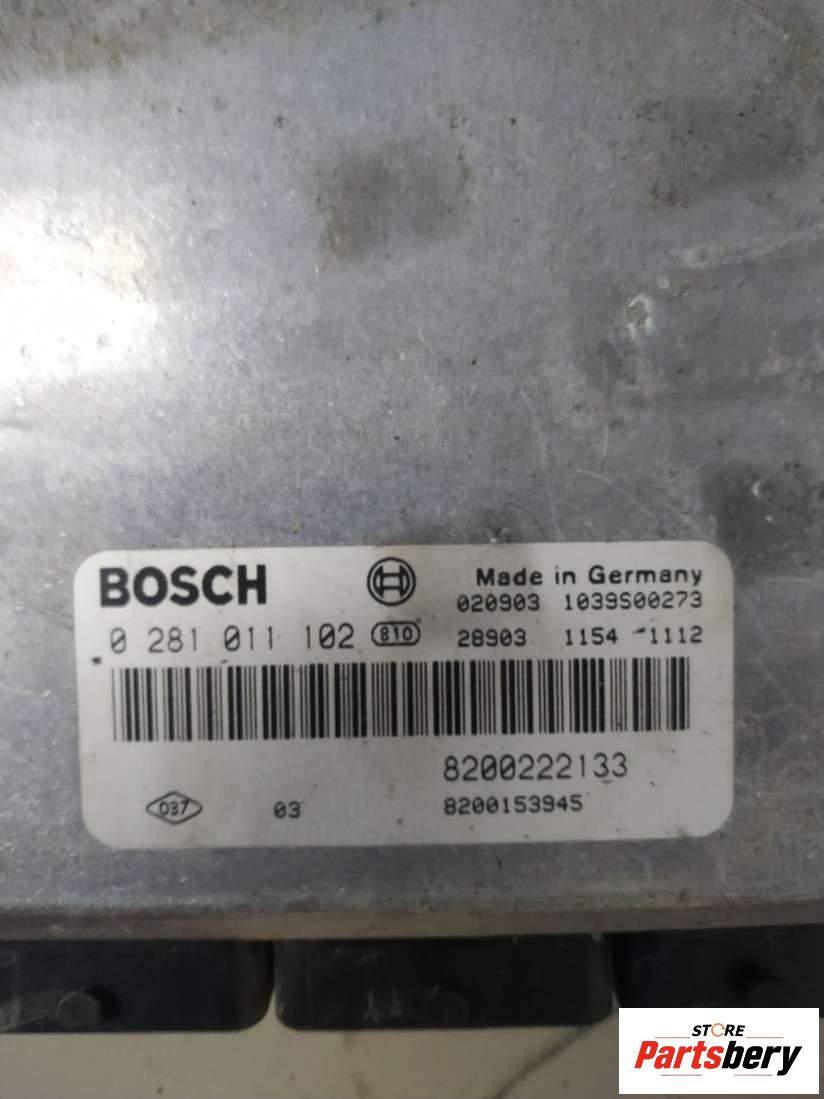 BOSCH
Made in Germany
020903 1039S00273
0 281 011 102 810
28903 1154 -1112
8200222133
D37 03 8200153945
STORE
Partsbery